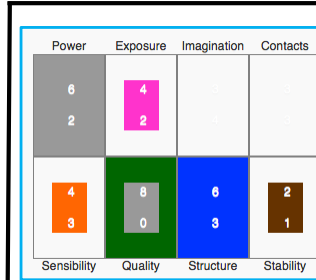 Power Exposure Imagination Contacts
6 4
2 2
4 8 6 2
3 0 3 1
Sensibility Quality Structure Stability